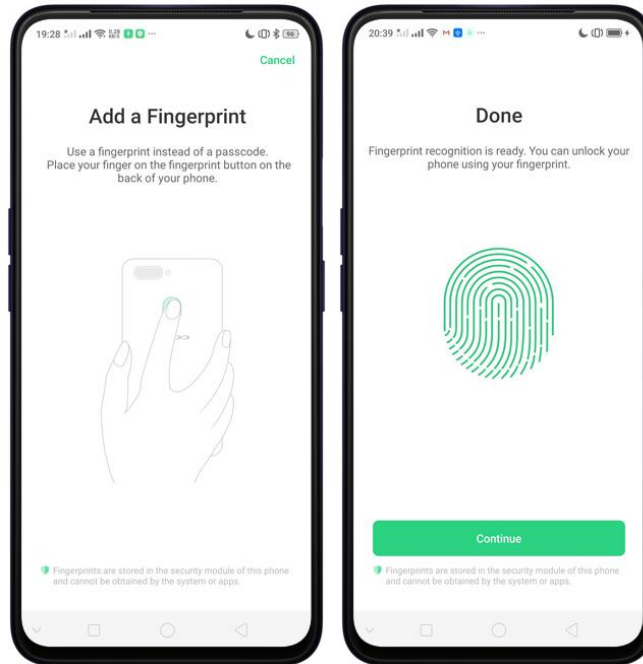 19:28
Cancel
Add a Fingerprint
Use a fingerprint instead of a passcode.
Place your finger on the fingerprint button on the
back of your phone.
Fingerprints are stored in the security module of this phone
and cannot be obtained by the system or apps.
20:39
Done
Fingerprint recognition is ready. You can unlock your
phone using your fingerprint.
Continue
Fingerprints are stored in the security module of this phone
and cannot be obtained by the system or apps.